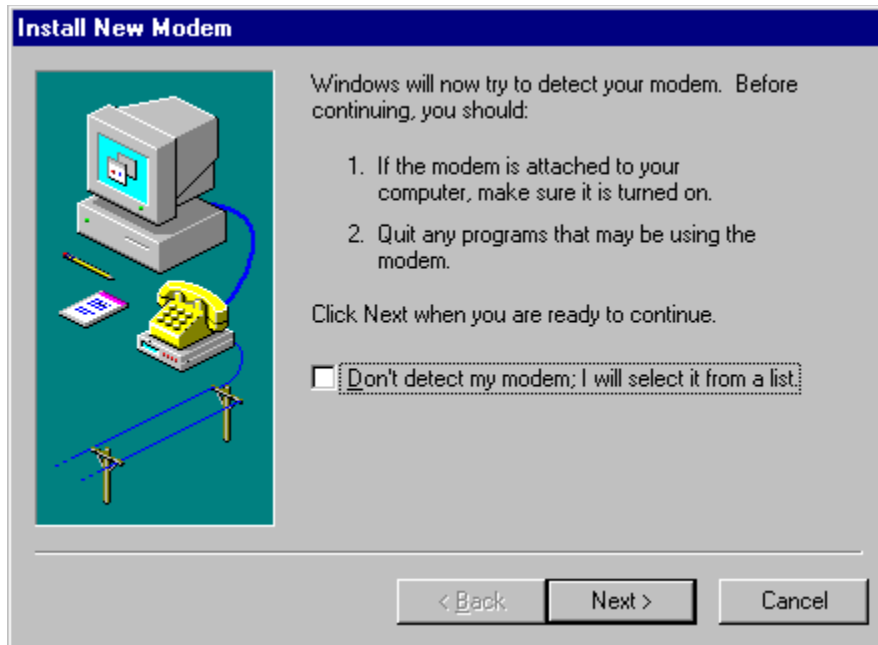 Install New Modem
Windows will now try to detect your modem. Before
continuing, you should:
1. If the modem is attached to your
computer, make sure it is turned on.
2. Quit any programs that may be using the
modem.
Click Next when you are ready to continue.
Don't detect my modem; I will select it from a list.
< Back
Next >
Cancel